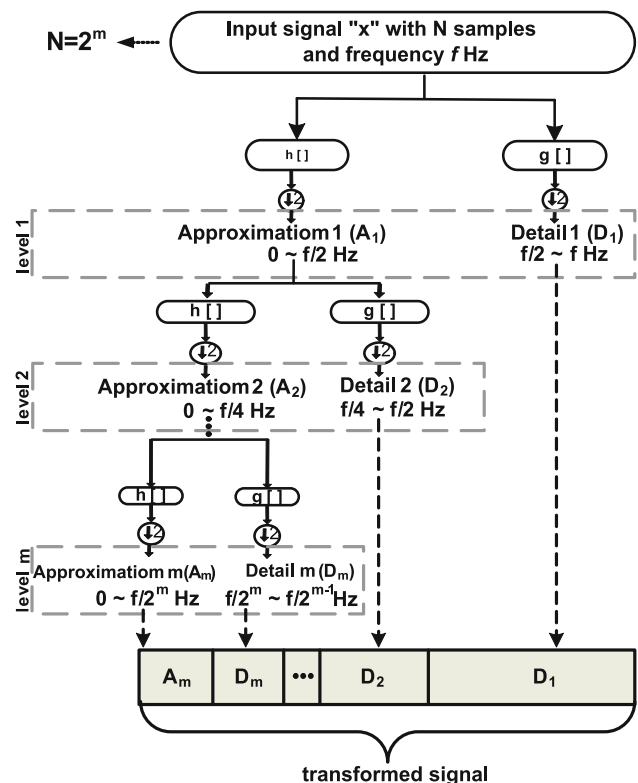 N=2^m
Input signal "x" with N samples
and frequency f Hz
h [ ]
g [ ]
↓2
↓2
level 1
Approximatiom 1 (A₁)
0 ~ f/2 Hz
Detail 1 (D₁)
f/2 ~ f Hz
h [ ]
g [ ]
↓2
↓2
level 2
Approximatiom 2 (A₂)
0 ~ f/4 Hz
Detail 2 (D₂)
f/4 ~ f/2 Hz
h [ ]
g [ ]
↓2
↓2
level m
Approximatiom m(Aₘ)
0 ~ f/2^m Hz
Detail m (Dₘ)
f/2^m ~ f/2^m-1 Hz
Aₘ
Dₘ
•••
D₂
D₁
transformed signal